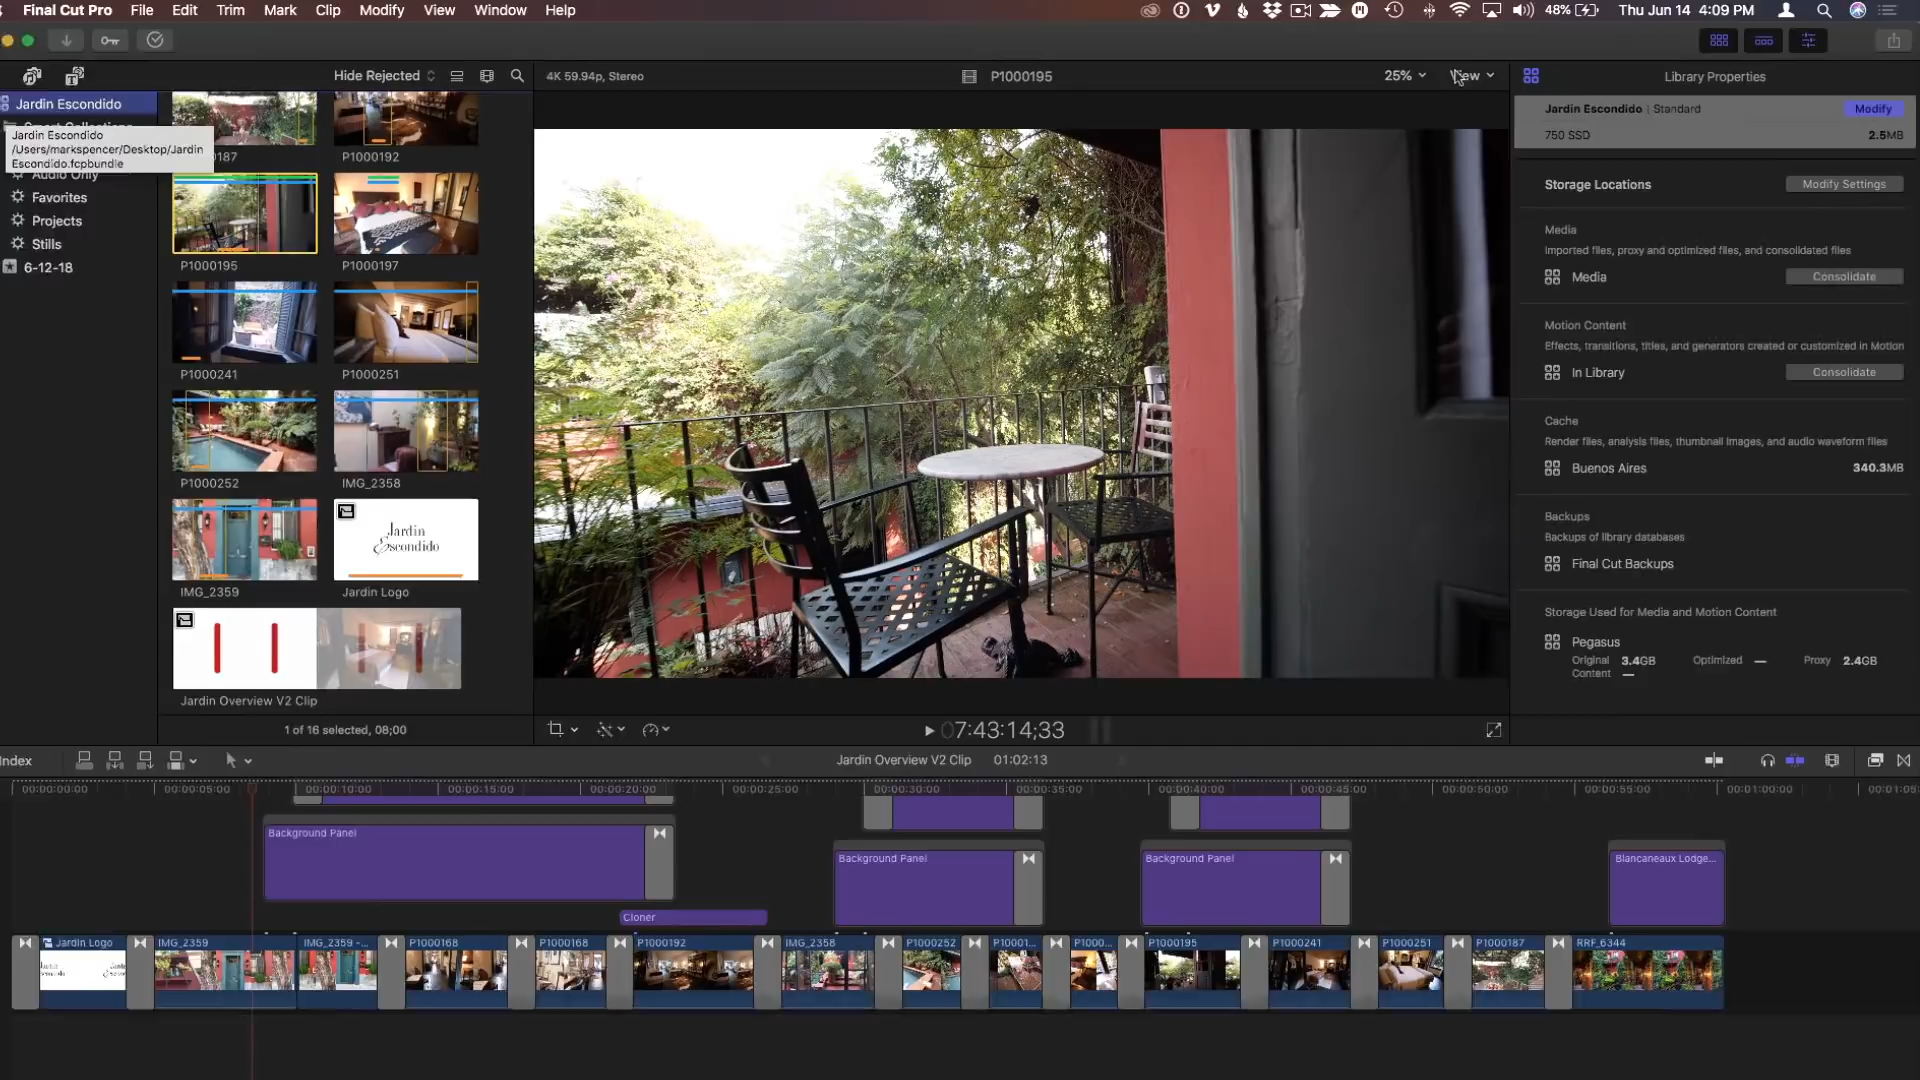 Final Cut Pro File Edit Trim Mark Clip Modify View Window Help
48% Thu Jun 14 4:09 PM
Hide Rejected
4K 59.94p, Stereo
P1000195
25%
View
Library Properties
Jardin Escondido
Jardin Escondido
/Users/markspencer/Desktop/Jardin
Escondido.fcpbundle
Audio Only
Favorites
Projects
Stills
6-12-18
P1000192
P1000195
P1000197
P1000241
P1000251
P1000252
IMG_2358
Jardin
Escondido
IMG_2359
Jardin Logo
Jardin Overview V2 Clip
1 of 16 selected, 08;00
07:43:14;33
Jardin Escondido | Standard
Modify
750 SSD
2.5MB
Storage Locations
Modify Settings
Media
Imported files, proxy and optimized files, and consolidated files
Media
Consolidate
Motion Content
Effects, transitions, titles, and generators created or customized in Motion
In Library
Consolidate
Cache
Render files, analysis files, thumbnail images, and audio waveform files
Buenos Aires
340.3MB
Backups
Backups of library databases
Final Cut Backups
Storage Used for Media and Motion Content
Pegasus
Original 3.4GB Optimized — Proxy 2.4GB
Content —
Index
Jardin Overview V2 Clip 01:02:13
00:00:00:00 00:00:05:00 00:00:10:00 00:00:15:00 00:00:20:00 00:00:25:00 00:00:30:00 00:00:35:00 00:00:40:00 00:00:45:00 00:00:50:00 00:00:55:00 00:01:00:00
Background Panel
Background Panel
Background Panel
Blancaneaux Lodge...
Cloner
Jardin Logo IMG_2359 IMG_2359 -... P1000168 P1000168 P1000192 IMG_2358 P1000252 P10001... P1000... P1000195 P1000241 P1000251 P1000187 RRF_6344